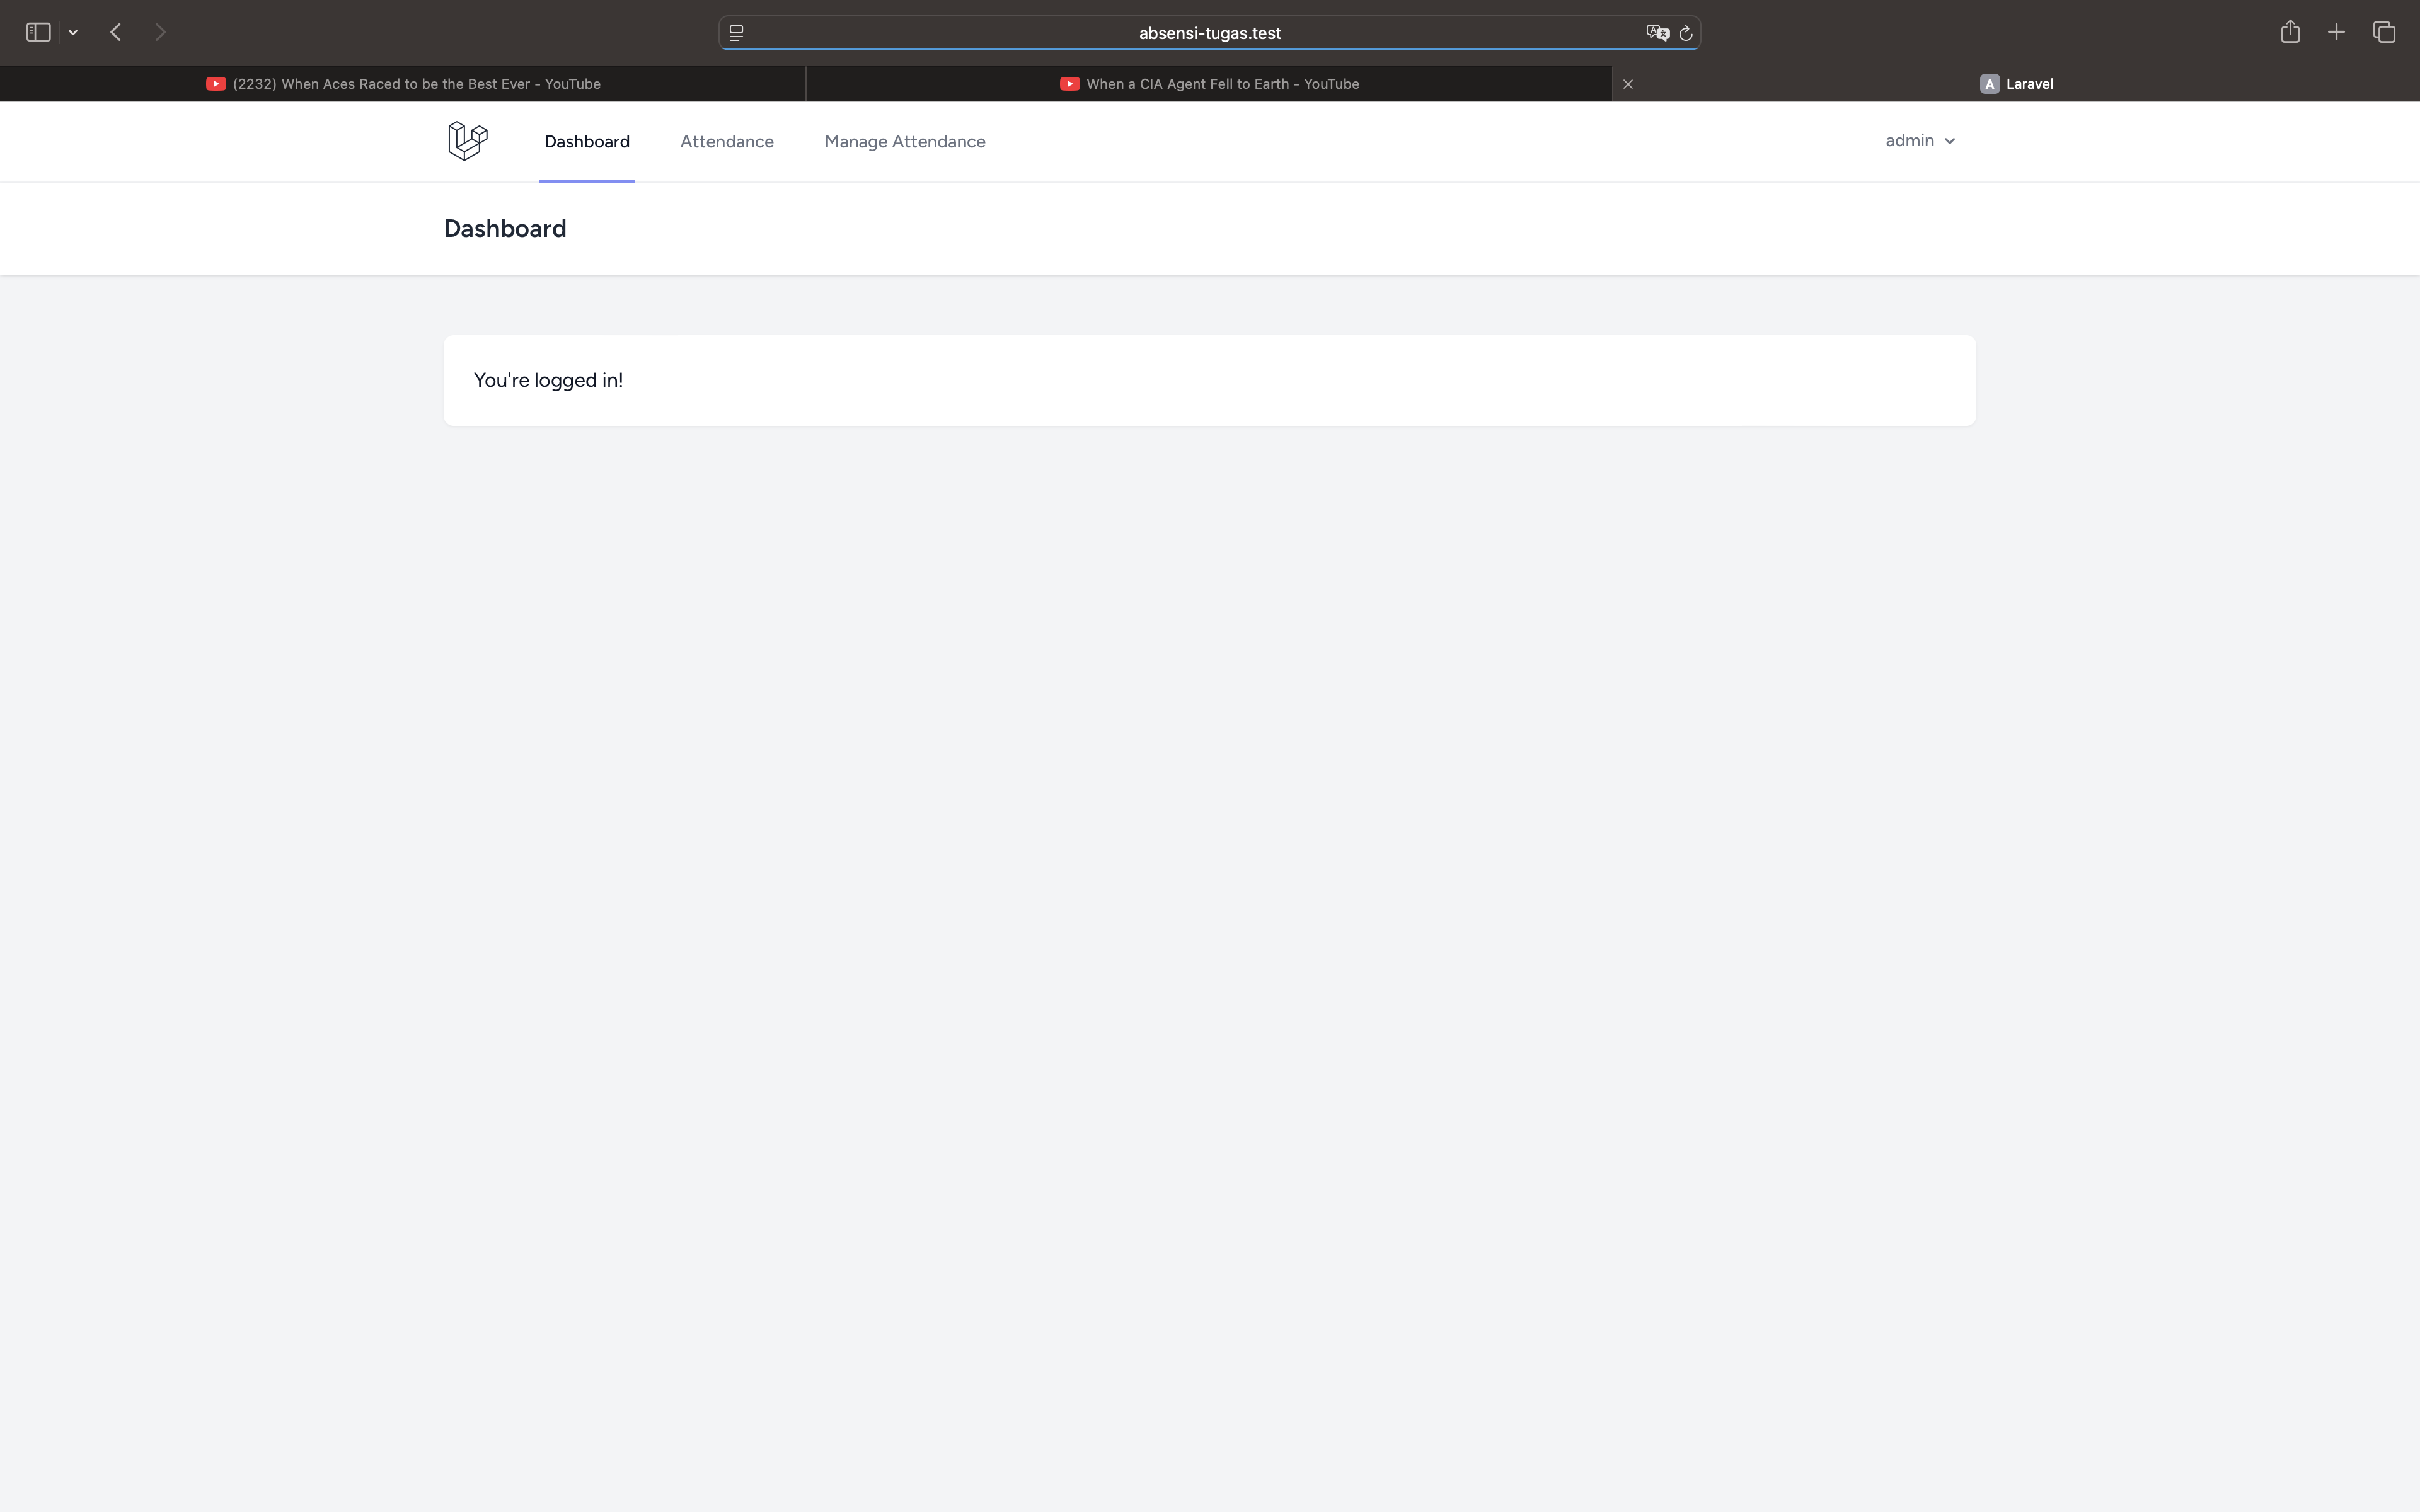 absensi-tugas.test
(2232) When Aces Raced to be the Best Ever - YouTube
When a CIA Agent Fell to Earth - YouTube
A Laravel
Dashboard
Attendance
Manage Attendance
admin
Dashboard
You're logged in!